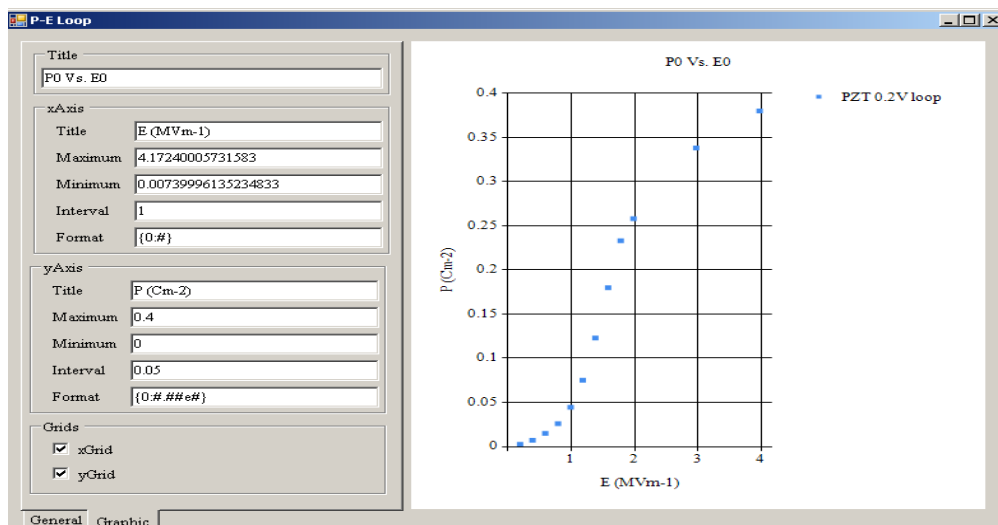 P-E Loop
Title
P0 Vs. E0
xAxis
Title E (MVm-1)
Maximum 4.17240005731583
Minimum 0.00739996135234833
Interval 1
Format {0:#}
yAxis
Title P (Cm-2)
Maximum 0.4
Minimum 0
Interval 0.05
Format {0:#.##e#}
Grids
xGrid
yGrid
General Graphic
P0 Vs. E0
PZT 0.2V loop
P (Cm-2)
0.4
0.35
0.3
0.25
0.2
0.15
0.1
0.05
0
1 2 3 4
E (MVm-1)